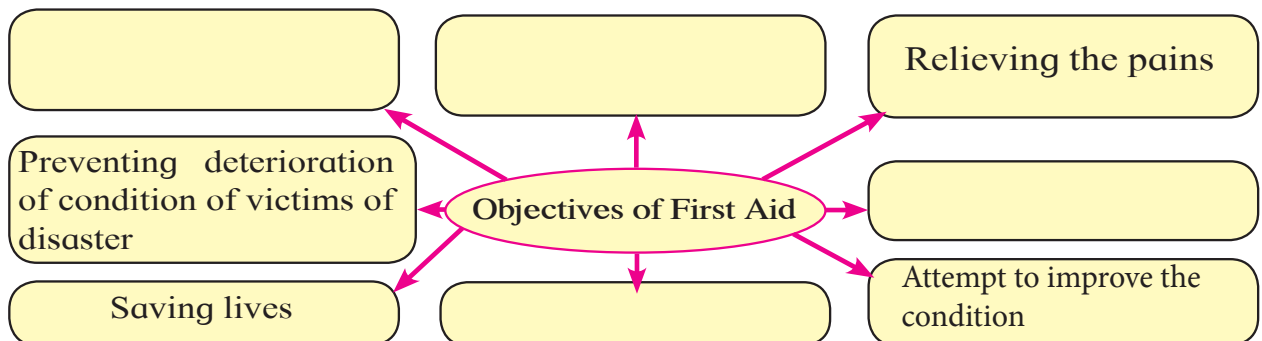 Relieving the pains
Preventing deterioration
of condition of victims of
disaster
Objectives of First Aid
Saving lives
Attempt to improve the
condition